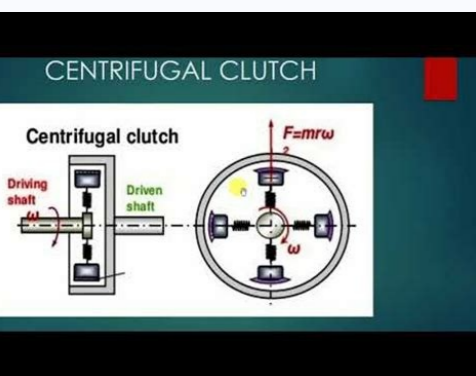 CENTRIFUGAL CLUTCH
Centrifugal clutch
F=mrω
2
Driving
shaft
ω
Driven
shaft
ω